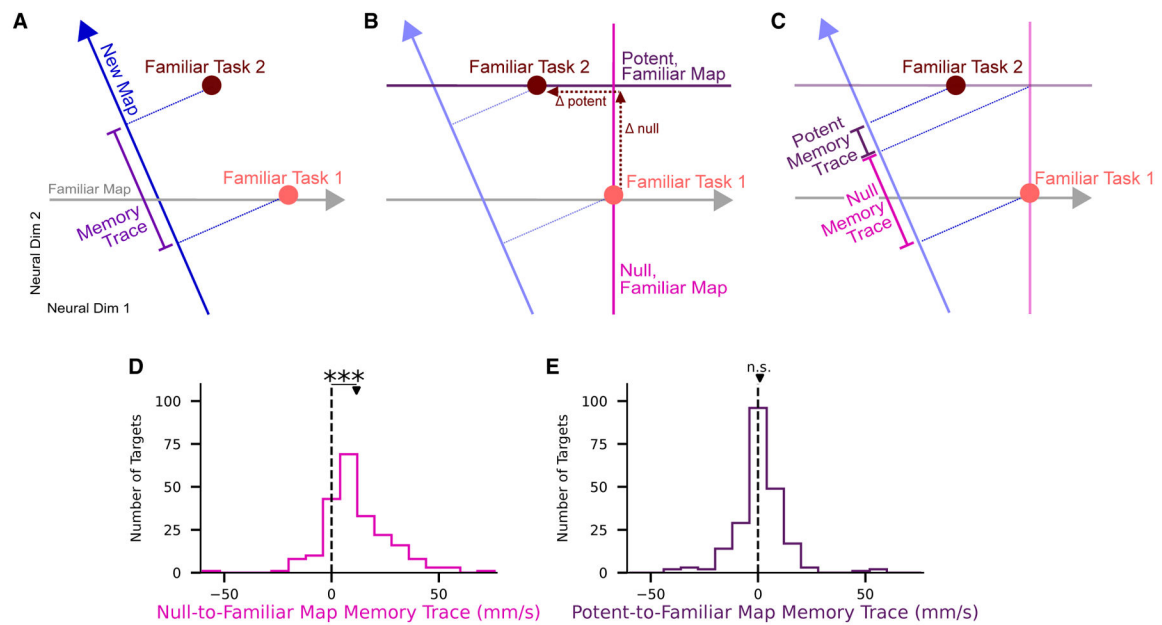 A
New Map
Familiar Task 2
Familiar Map
Familiar Task 1
Memory
Trace
Neural Dim 2
Neural Dim 1
B
Familiar Task 2
Potent,
Familiar Map
Δ potent
Δ null
Familiar Task 1
Null,
Familiar Map
C
Familiar Task 2
Potent
Memory
Trace
Null
Memory
Trace
Familiar Task 1
D
***
Number of Targets
100
75
50
25
0
−50
0
50
Null-to-Familiar Map Memory Trace (mm/s)
E
n.s.
Number of Targets
100
75
50
25
0
−50
0
50
Potent-to-Familiar Map Memory Trace (mm/s)